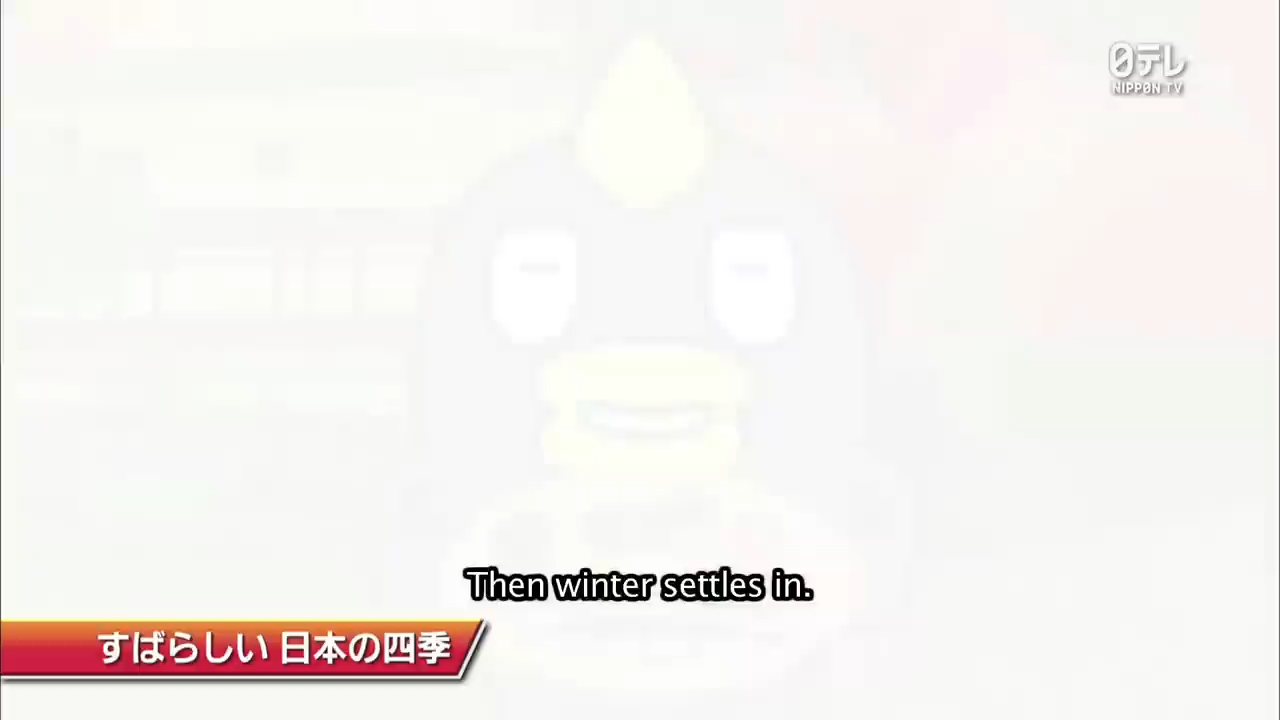 日テレ
NIPPON TV
Then winter settles in.
すばらしい 日本の四季